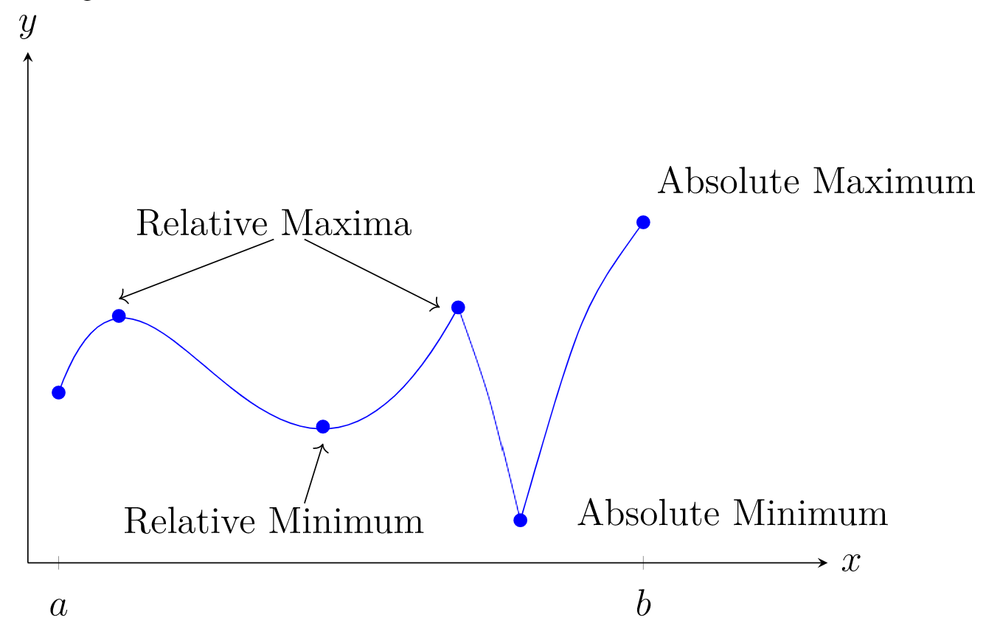 y
Absolute Maximum
Relative Maxima
Relative Minimum
Absolute Minimum
x
a
b